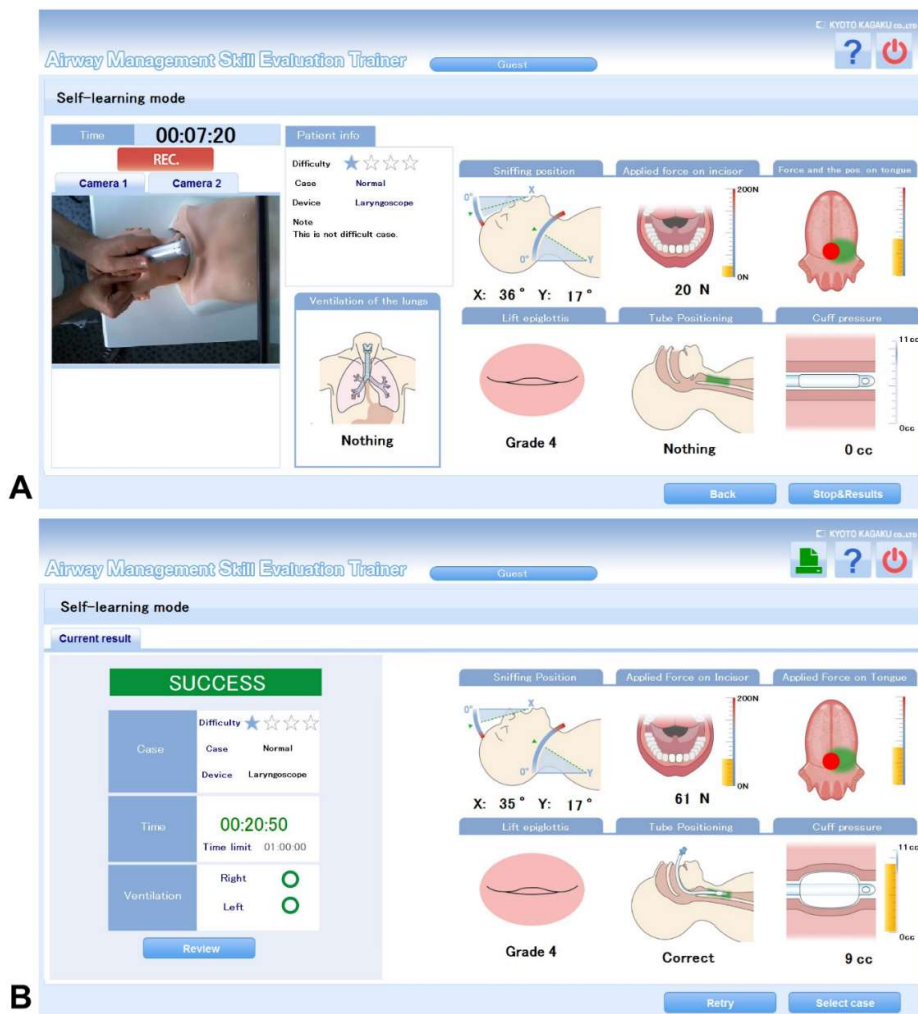 KYOTO KAGAKU co.,LTD
Airway Management Skill Evaluation Trainer
Guest
?
Self-learning mode
Time 00:07:20
REC.
Camera 1 Camera 2
Patient info
Difficulty
Case Normal
Device Laryngoscope
Note
This is not difficult case.
Ventilation of the lungs
Nothing
Sniffing position
0° X
0° Y
X: 36° Y: 17°
Applied force on incisor
200N
0N
20 N
Force and the pos. on tongue
Lift epiglottis
Grade 4
Tube Positioning
Nothing
Cuff pressure
11cc
0cc
0 cc
A
Back
Stop&Results
KYOTO KAGAKU co.,LTD
Airway Management Skill Evaluation Trainer
Guest
?
Self-learning mode
Current result
SUCCESS
Case
Difficulty
Case Normal
Device Laryngoscope
Time
00:20:50
Time limit 01:00:00
Ventilation
Right
Left
Review
Sniffing Position
0° X
0° Y
X: 35° Y: 17°
Applied Force on Incisor
200N
0N
61 N
Applied Force on Tongue
Lift epiglottis
Grade 4
Tube Positioning
Correct
Cuff pressure
11cc
0cc
9 cc
B
Retry
Select case